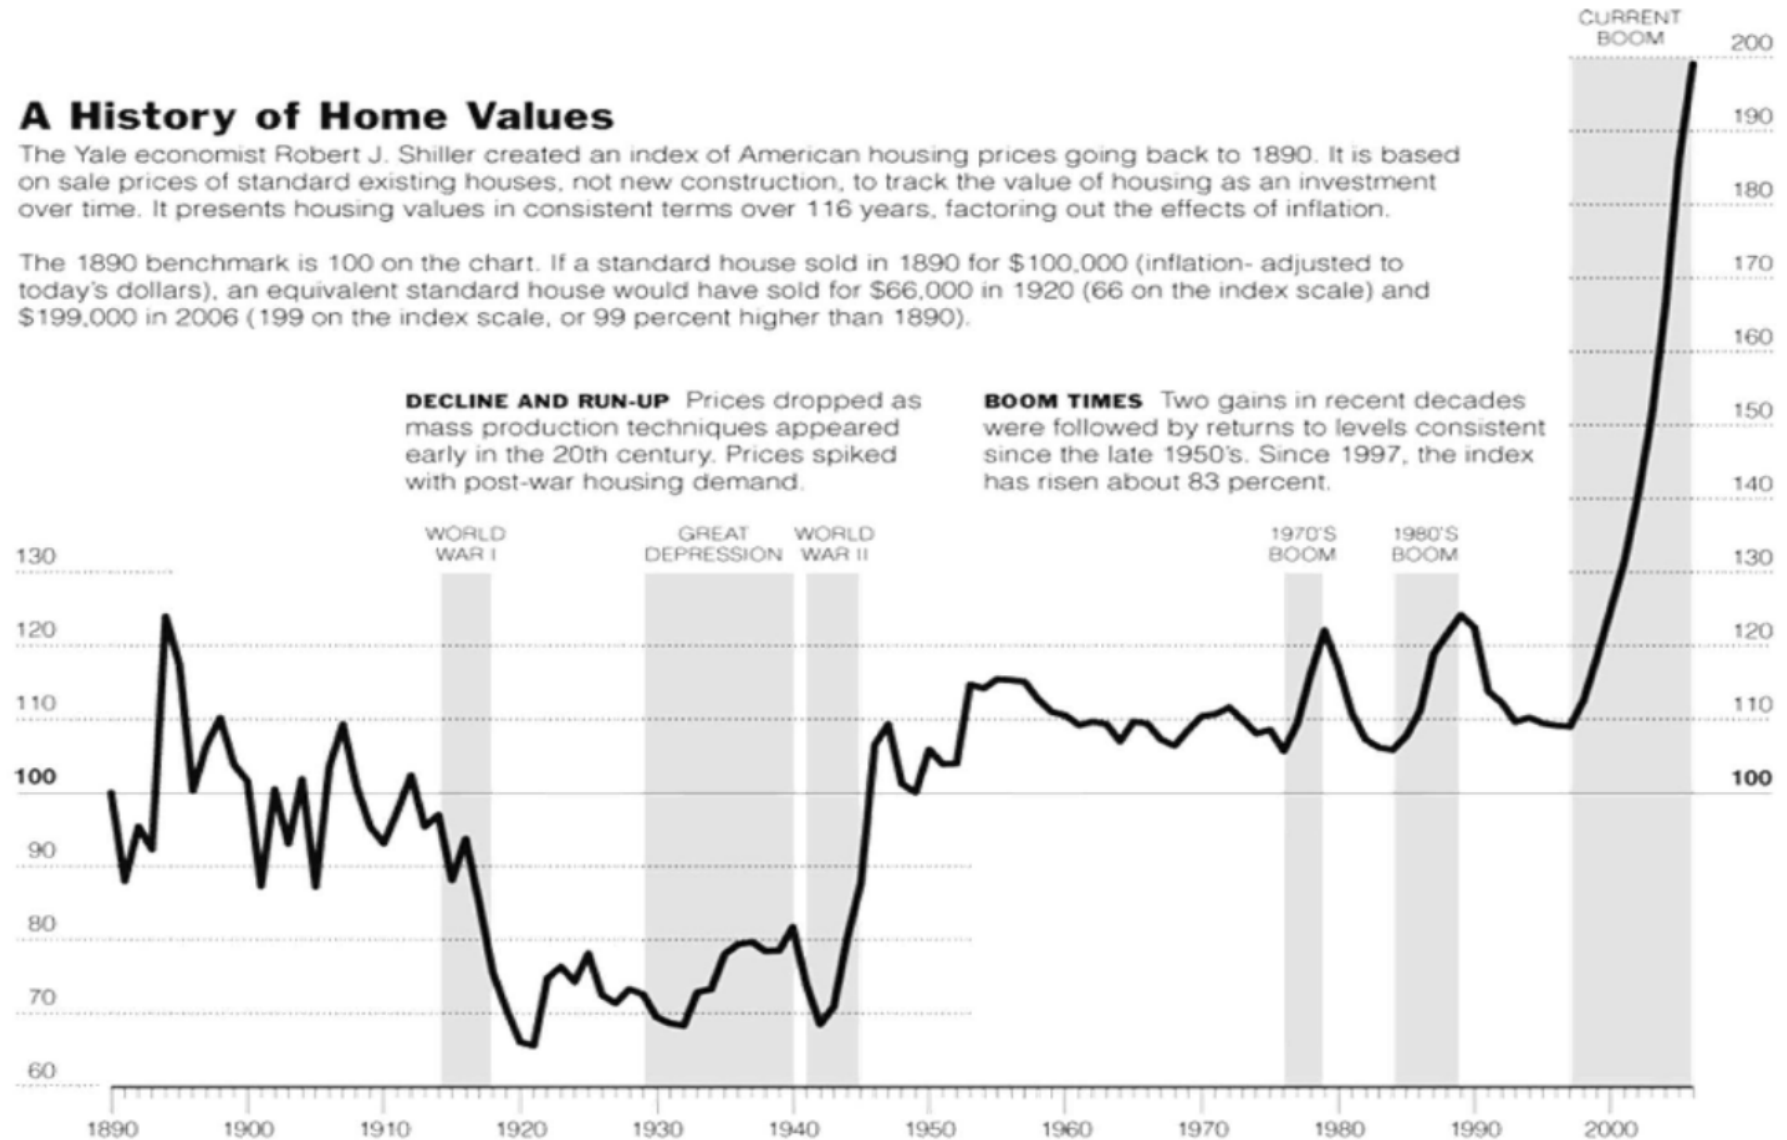 CURRENT
BOOM
A History of Home Values
The Yale economist Robert J. Shiller created an index of American housing prices going back to 1890. It is based
on sale prices of standard existing houses, not new construction, to track the value of housing as an investment
over time. It presents housing values in consistent terms over 116 years, factoring out the effects of inflation.
The 1890 benchmark is 100 on the chart. If a standard house sold in 1890 for $100,000 (inflation- adjusted to
today's dollars), an equivalent standard house would have sold for $66,000 in 1920 (66 on the index scale) and
$199,000 in 2006 (199 on the index scale, or 99 percent higher than 1890).
DECLINE AND RUN-UP Prices dropped as
mass production techniques appeared
early in the 20th century. Prices spiked
with post-war housing demand.
BOOM TIMES Two gains in recent decades
were followed by returns to levels consistent
since the late 1950's. Since 1997, the index
has risen about 83 percent.
WORLD
WAR I
GREAT
DEPRESSION
WORLD
WAR II
1970'S
BOOM
1980'S
BOOM
200
190
180
170
160
150
140
130
120
110
100
130
120
110
100
90
80
70
60
1890 1900 1910 1920 1930 1940 1950 1960 1970 1980 1990 2000